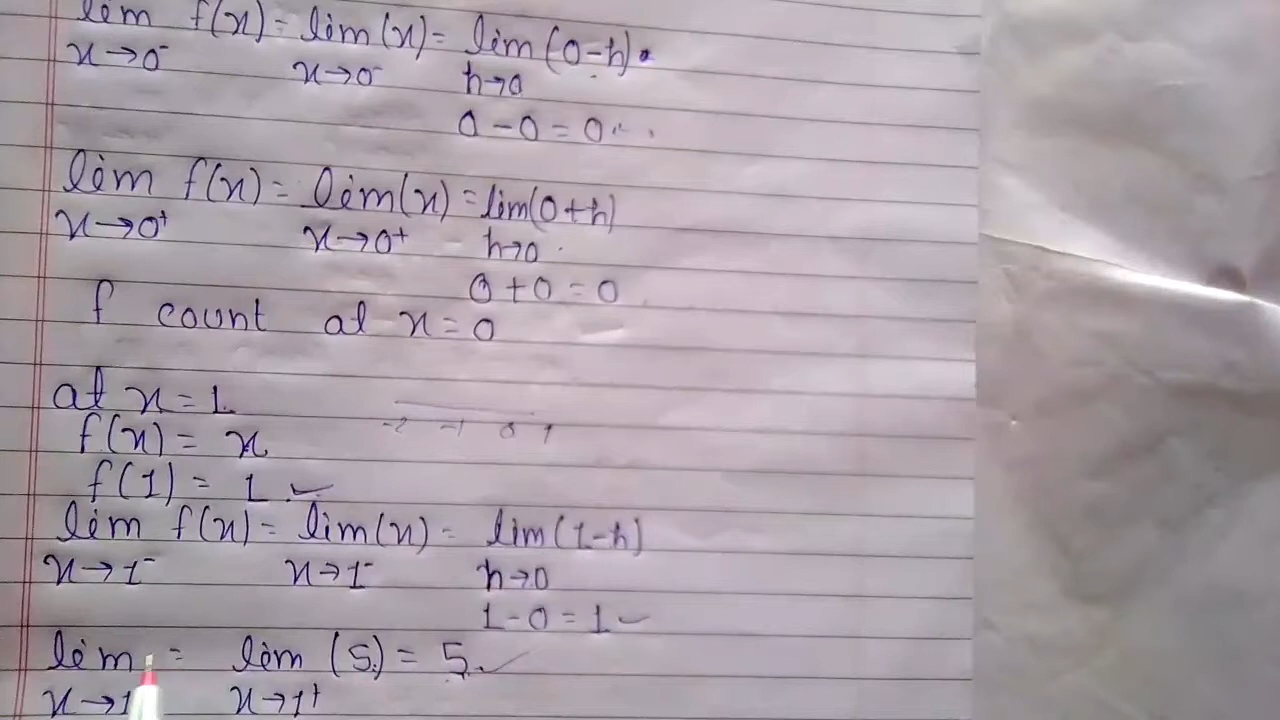 lim f(x) = lim (x) = lim (0-h)
x→0⁻ x→0⁻ h→0
0-0=0
lim f(x) = lim (x) = lim (0+h)
x→0⁺ x→0⁺ h→0
0+0=0
f count at x=0
at x=1
-2 -1 0 1
f(x) = x
f(1) = 1 ✓
lim f(x) = lim (x) = lim (1-h)
x→1⁻ x→1⁻ h→0
1-0=1 ✓
lim = lim (5) = 5 ✓
x→1 x→1⁺